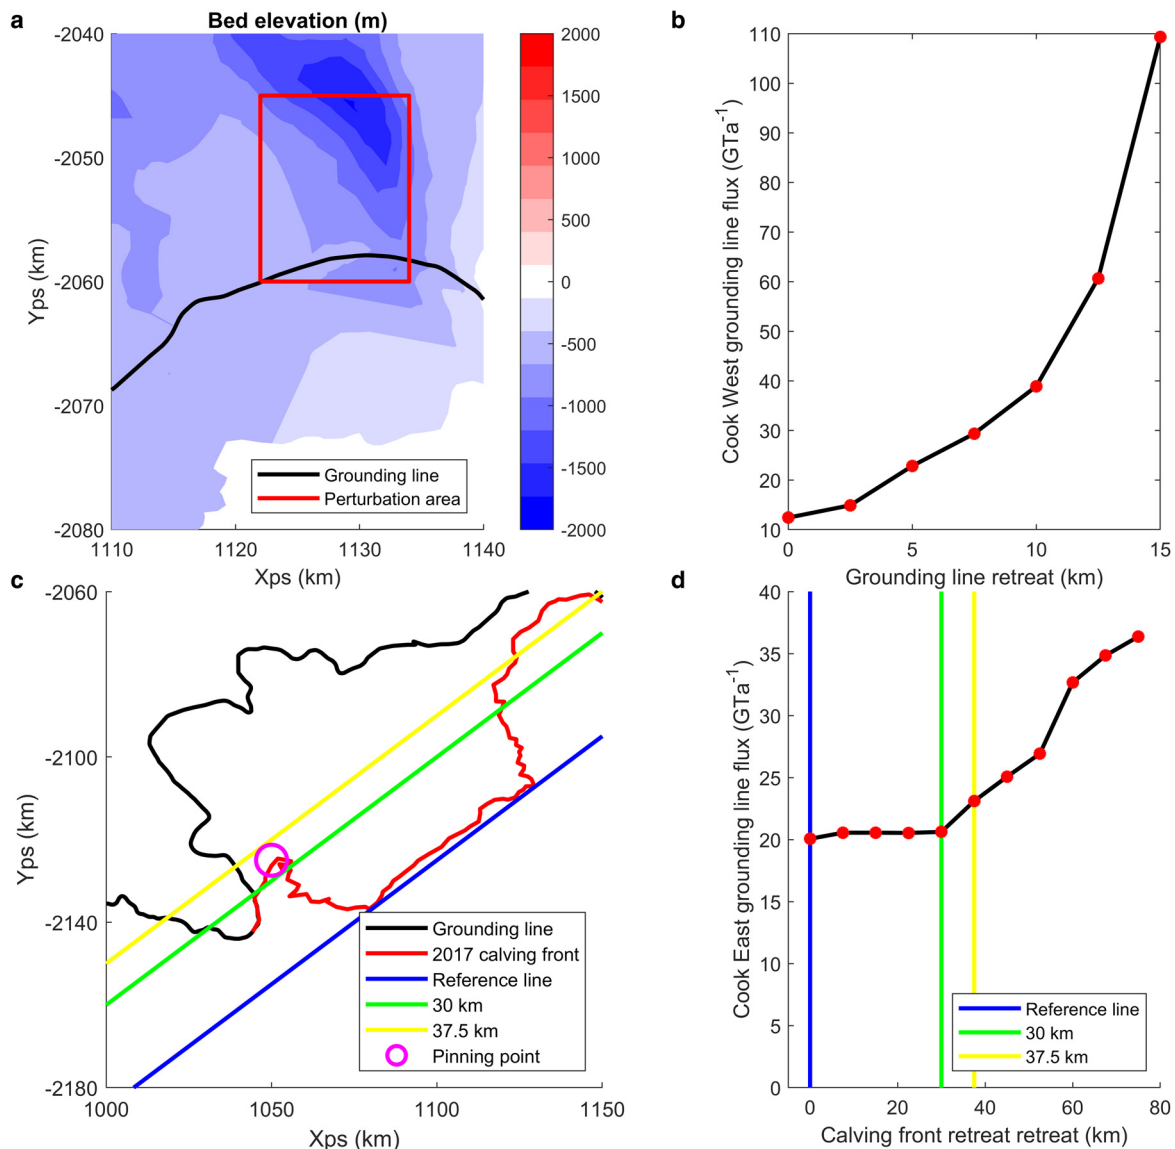 a
Bed elevation (m)
-2040
-2050
-2060
-2070
-2080
Yps (km)
1110
1120
1130
1140
Xps (km)
Grounding line
Perturbation area
2000
1500
1000
500
0
-500
-1000
-1500
-2000
b
110
100
90
80
70
60
50
40
30
20
10
Cook West grounding line flux (GTa⁻¹)
0
5
10
15
Grounding line retreat (km)
c
-2060
-2100
-2140
-2180
Yps (km)
1000
1050
1100
1150
Xps (km)
Grounding line
2017 calving front
Reference line
30 km
37.5 km
Pinning point
d
40
35
30
25
20
15
10
5
0
Cook East grounding line flux (GTa⁻¹)
0
20
40
60
80
Calving front retreat retreat (km)
Reference line
30 km
37.5 km